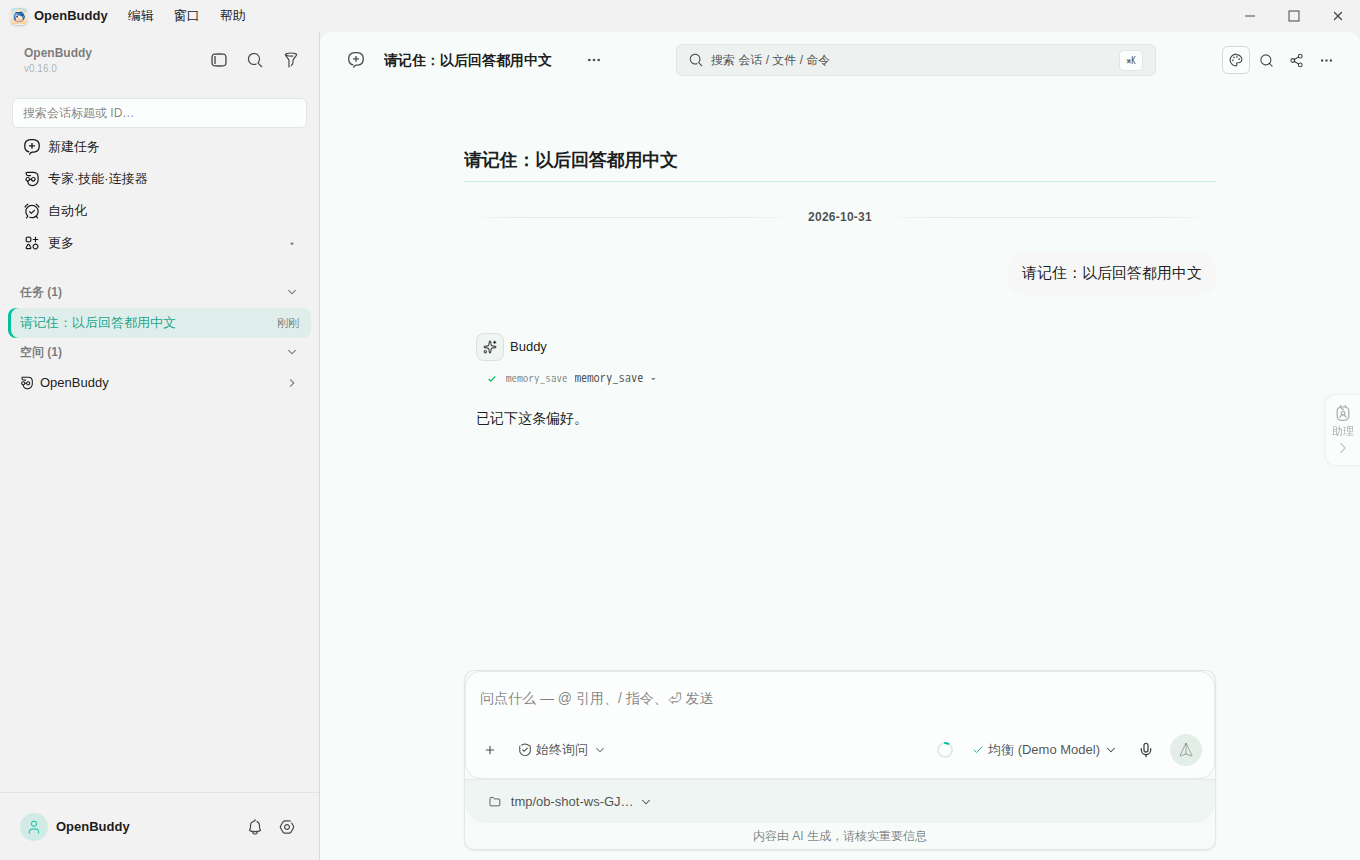 OpenBuddy 编辑 窗口 帮助
OpenBuddy
v0.16.0
搜索会话标题或 ID…
新建任务
专家·技能·连接器
自动化
更多
任务 (1)
请记住：以后回答都用中文 刚刚
空间 (1)
OpenBuddy
OpenBuddy
请记住：以后回答都用中文
搜索 会话 / 文件 / 命令 ⌘K
请记住：以后回答都用中文
2026-10-31
请记住：以后回答都用中文
Buddy
memory_save memory_save
已记下这条偏好。
助理
问点什么 — @ 引用、/ 指令、⏎ 发送
始终询问 均衡 (Demo Model)
tmp/ob-shot-ws-GJ…
内容由 AI 生成，请核实重要信息